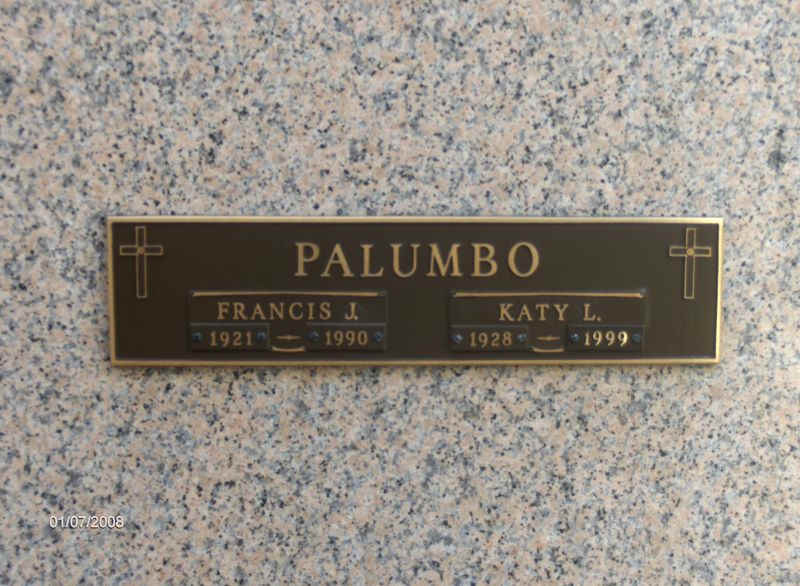 PALUMBO
FRANCIS J. KATY L.
1921 1990 1928 1999
01/07/2008